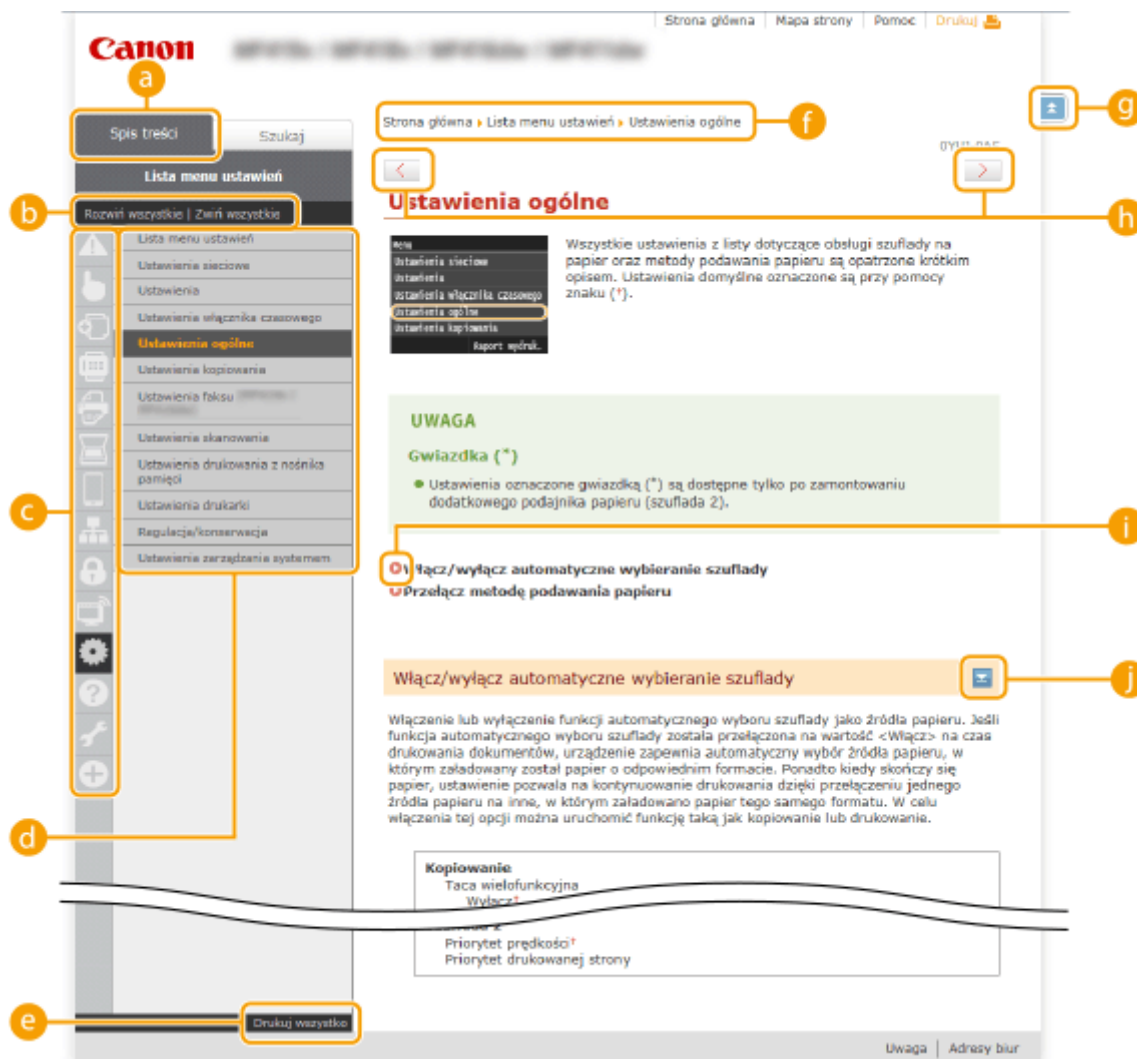 Strona główna | Mapa strony | Pomoc | Drukuj
Canon
a
g
Spis treści
Szukaj
Strona główna ▸ Lista menu ustawień ▸ Ustawienia ogólne
f
Lista menu ustawień
< >
h
b
Rozwiń wszystkie | Zwiń wszystkie
Ustawienia ogólne
Lista menu ustawień
Ustawienia sieciowe
Ustawienia
Ustawienia włącznika czasowego
Ustawienia ogólne
Ustawienia kopiowania
Ustawienia faksu
Ustawienia skanowania
Ustawienia drukowania z nośnika
pamięci
Ustawienia drukarki
Regulacja/konserwacja
Ustawienia zarządzania systemem
c
d
Menu
Ustawienia sieciowe
Ustawienia
Ustawienia włącznika czasowego
Ustawienia ogólne
Ustawienia kopiowania
Raport wydruk.
Wszystkie ustawienia z listy dotyczące obsługi szuflady na
papier oraz metody podawania papieru są opatrzone krótkim
opisem. Ustawienia domyślne oznaczone są przy pomocy
znaku (†).
UWAGA
Gwiazdka (*)
Ustawienia oznaczone gwiazdką (*) są dostępne tylko po zamontowaniu
dodatkowego podajnika papieru (szuflada 2).
i
Włącz/wyłącz automatyczne wybieranie szuflady
Przełącz metodę podawania papieru
Włącz/wyłącz automatyczne wybieranie szuflady
j
Włączenie lub wyłączenie funkcji automatycznego wyboru szuflady jako źródła papieru. Jeśli
funkcja automatycznego wyboru szuflady została przełączona na wartość <Włącz> na czas
drukowania dokumentów, urządzenie zapewnia automatyczny wybór źródła papieru, w
którym załadowany został papier o odpowiednim formacie. Ponadto kiedy skończy się
papier, ustawienie pozwala na kontynuowanie drukowania dzięki przełączeniu jednego
źródła papieru na inne, w którym załadowano papier tego samego formatu. W celu
włączenia tej opcji można uruchomić funkcję taką jak kopiowanie lub drukowanie.
Kopiowanie
Taca wielofunkcyjna
Wyłącz†
Priorytet prędkości†
Priorytet drukowanej strony
e
Drukuj wszystko
Uwaga | Adresy biur